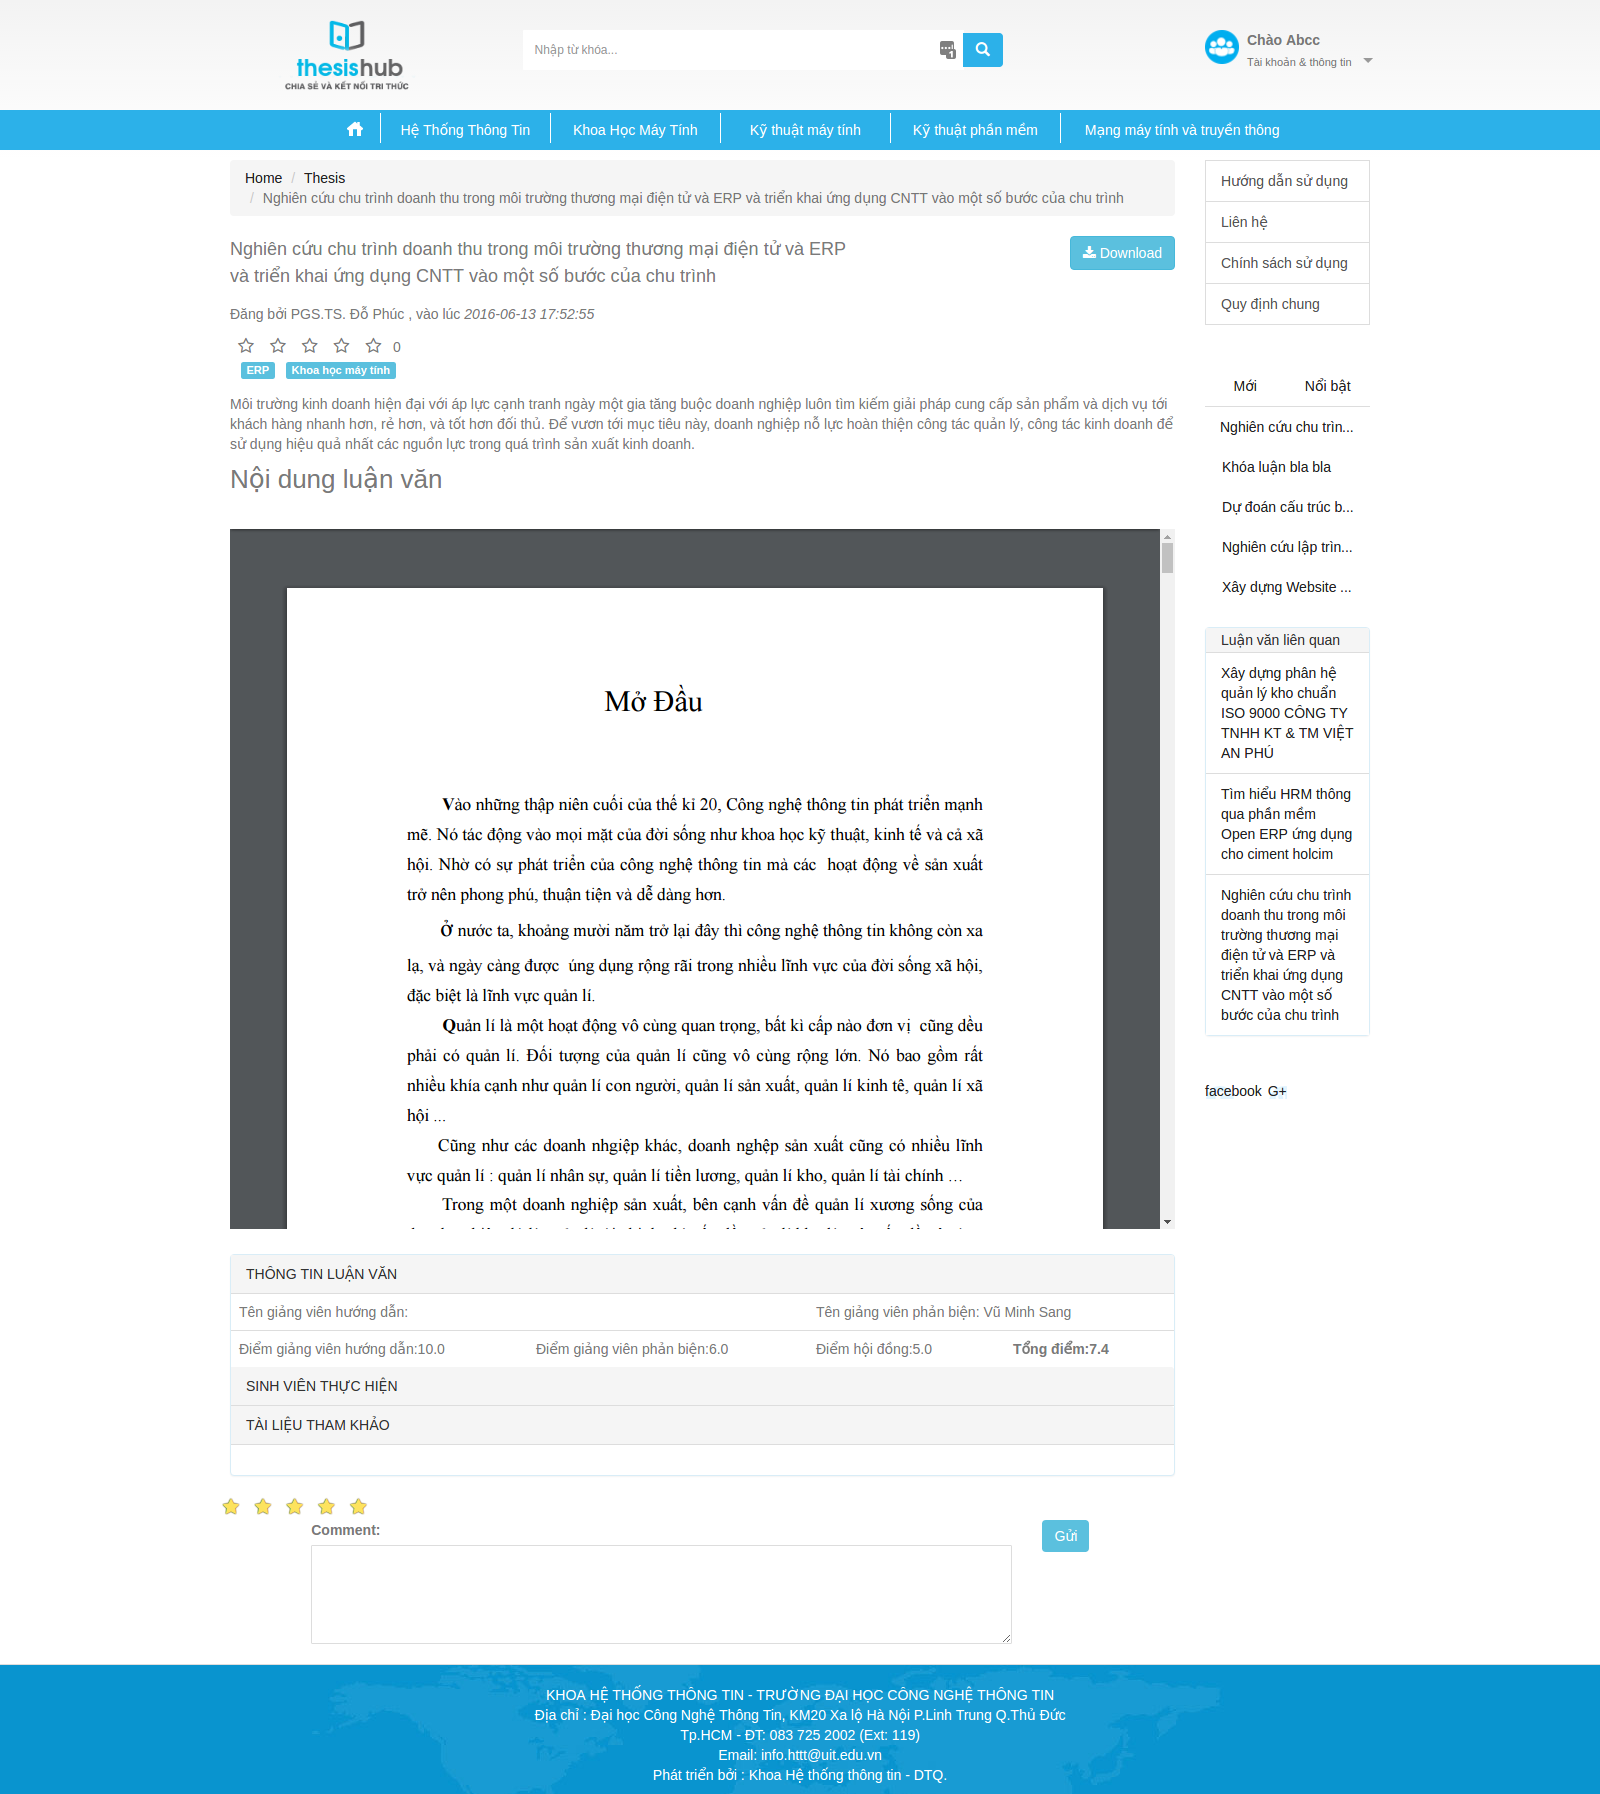 thesishub
CHIA SẺ VÀ KẾT NỐI TRI THỨC
Nhập từ khóa...
1
Chào Abcc
Tài khoản & thông tin
Hệ Thống Thông Tin
Khoa Học Máy Tính
Kỹ thuật máy tính
Kỹ thuật phần mềm
Mạng máy tính và truyền thông
Home / Thesis
/ Nghiên cứu chu trình doanh thu trong môi trường thương mại điện tử và ERP và triển khai ứng dụng CNTT vào một số bước của chu trình
Nghiên cứu chu trình doanh thu trong môi trường thương mại điện tử và ERP
và triển khai ứng dụng CNTT vào một số bước của chu trình
Download
Đăng bởi PGS.TS. Đỗ Phúc , vào lúc 2016-06-13 17:52:55
0
ERP
Khoa học máy tính
Môi trường kinh doanh hiện đại với áp lực cạnh tranh ngày một gia tăng buộc doanh nghiệp luôn tìm kiếm giải pháp cung cấp sản phẩm và dịch vụ tới
khách hàng nhanh hơn, rẻ hơn, và tốt hơn đối thủ. Để vươn tới mục tiêu này, doanh nghiệp nỗ lực hoàn thiện công tác quản lý, công tác kinh doanh để
sử dụng hiệu quả nhất các nguồn lực trong quá trình sản xuất kinh doanh.
Nội dung luận văn
Mở Đầu
Vào những thập niên cuối của thế kỉ 20, Công nghệ thông tin phát triển mạnh
mẽ. Nó tác động vào mọi mặt của đời sống như khoa học kỹ thuật, kinh tế và cả xã
hội. Nhờ có sự phát triển của công nghệ thông tin mà các hoạt động về sản xuất
trở nên phong phú, thuận tiện và dễ dàng hơn.
Ở nước ta, khoảng mười năm trở lại đây thì công nghệ thông tin không còn xa
lạ, và ngày càng được úng dụng rộng rãi trong nhiều lĩnh vực của đời sống xã hội,
đặc biệt là lĩnh vực quản lí.
Quản lí là một hoạt động vô cùng quan trọng, bất kì cấp nào đơn vị cũng dều
phải có quản lí. Đối tượng của quản lí cũng vô cùng rộng lớn. Nó bao gồm rất
nhiều khía cạnh như quản lí con người, quản lí sản xuất, quản lí kinh tê, quản lí xã
hội ...
Cũng như các doanh nhgiệp khác, doanh nghệp sản xuất cũng có nhiều lĩnh
vực quản lí : quản lí nhân sự, quản lí tiền lương, quản lí kho, quản lí tài chính …
Trong một doanh nghiệp sản xuất, bên cạnh vấn đề quản lí xương sống của
THÔNG TIN LUẬN VĂN
Tên giảng viên hướng dẫn:
Tên giảng viên phản biện: Vũ Minh Sang
Điểm giảng viên hướng dẫn:10.0
Điểm giảng viên phản biện:6.0
Điểm hội đồng:5.0
Tổng điểm:7.4
SINH VIÊN THỰC HIỆN
TÀI LIỆU THAM KHẢO
Comment:
Gửi
Hướng dẫn sử dụng
Liên hệ
Chính sách sử dụng
Quy định chung
Mới
Nổi bật
Nghiên cứu chu trìn...
Khóa luận bla bla
Dự đoán cấu trúc b...
Nghiên cứu lập trìn...
Xây dựng Website ...
Luận văn liên quan
Xây dựng phân hệ
quản lý kho chuẩn
ISO 9000 CÔNG TY
TNHH KT & TM VIỆT
AN PHÚ
Tìm hiểu HRM thông
qua phần mềm
Open ERP ứng dụng
cho ciment holcim
Nghiên cứu chu trình
doanh thu trong môi
trường thương mại
điện tử và ERP và
triển khai ứng dụng
CNTT vào một số
bước của chu trình
facebook G+
KHOA HỆ THỐNG THÔNG TIN - TRƯỜNG ĐẠI HỌC CÔNG NGHỆ THÔNG TIN
Địa chỉ : Đại học Công Nghệ Thông Tin, KM20 Xa lộ Hà Nội P.Linh Trung Q.Thủ Đức
Tp.HCM - ĐT: 083 725 2002 (Ext: 119)
Email: info.httt@uit.edu.vn
Phát triển bởi : Khoa Hệ thống thông tin - DTQ.